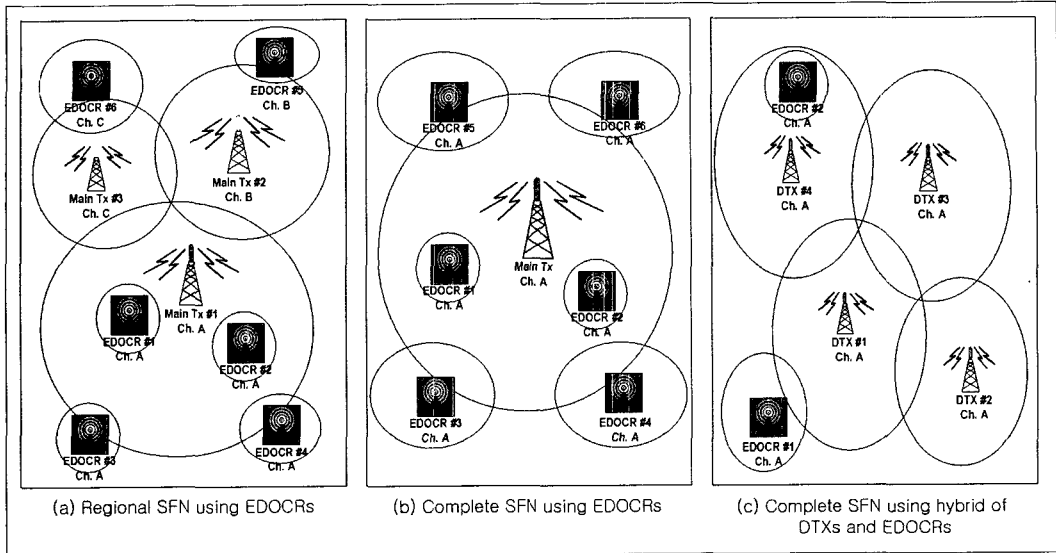 EDOCR #6
Ch. C
EDOCR #5
Ch. B
Main Tx #3
Ch. C
Main Tx #2
Ch. B
Main Tx #1
Ch. A
EDOCR #1
Ch. A
EDOCR #2
Ch. A
EDOCR #3
Ch. A
EDOCR #4
Ch. A
(a) Regional SFN using EDOCRs
EDOCR #5
Ch. A
EDOCR #6
Ch. A
Main Tx
Ch. A
EDOCR #1
Ch. A
EDOCR #2
Ch. A
EDOCR #3
Ch. A
EDOCR #4
Ch. A
(b) Complete SFN using EDOCRs
EDOCR #2
Ch. A
DTX #4
Ch. A
DTX #3
Ch. A
DTX #1
Ch. A
DTX #2
Ch. A
EDOCR #1
Ch. A
(c) Complete SFN using hybrid of
DTXs and EDOCRs